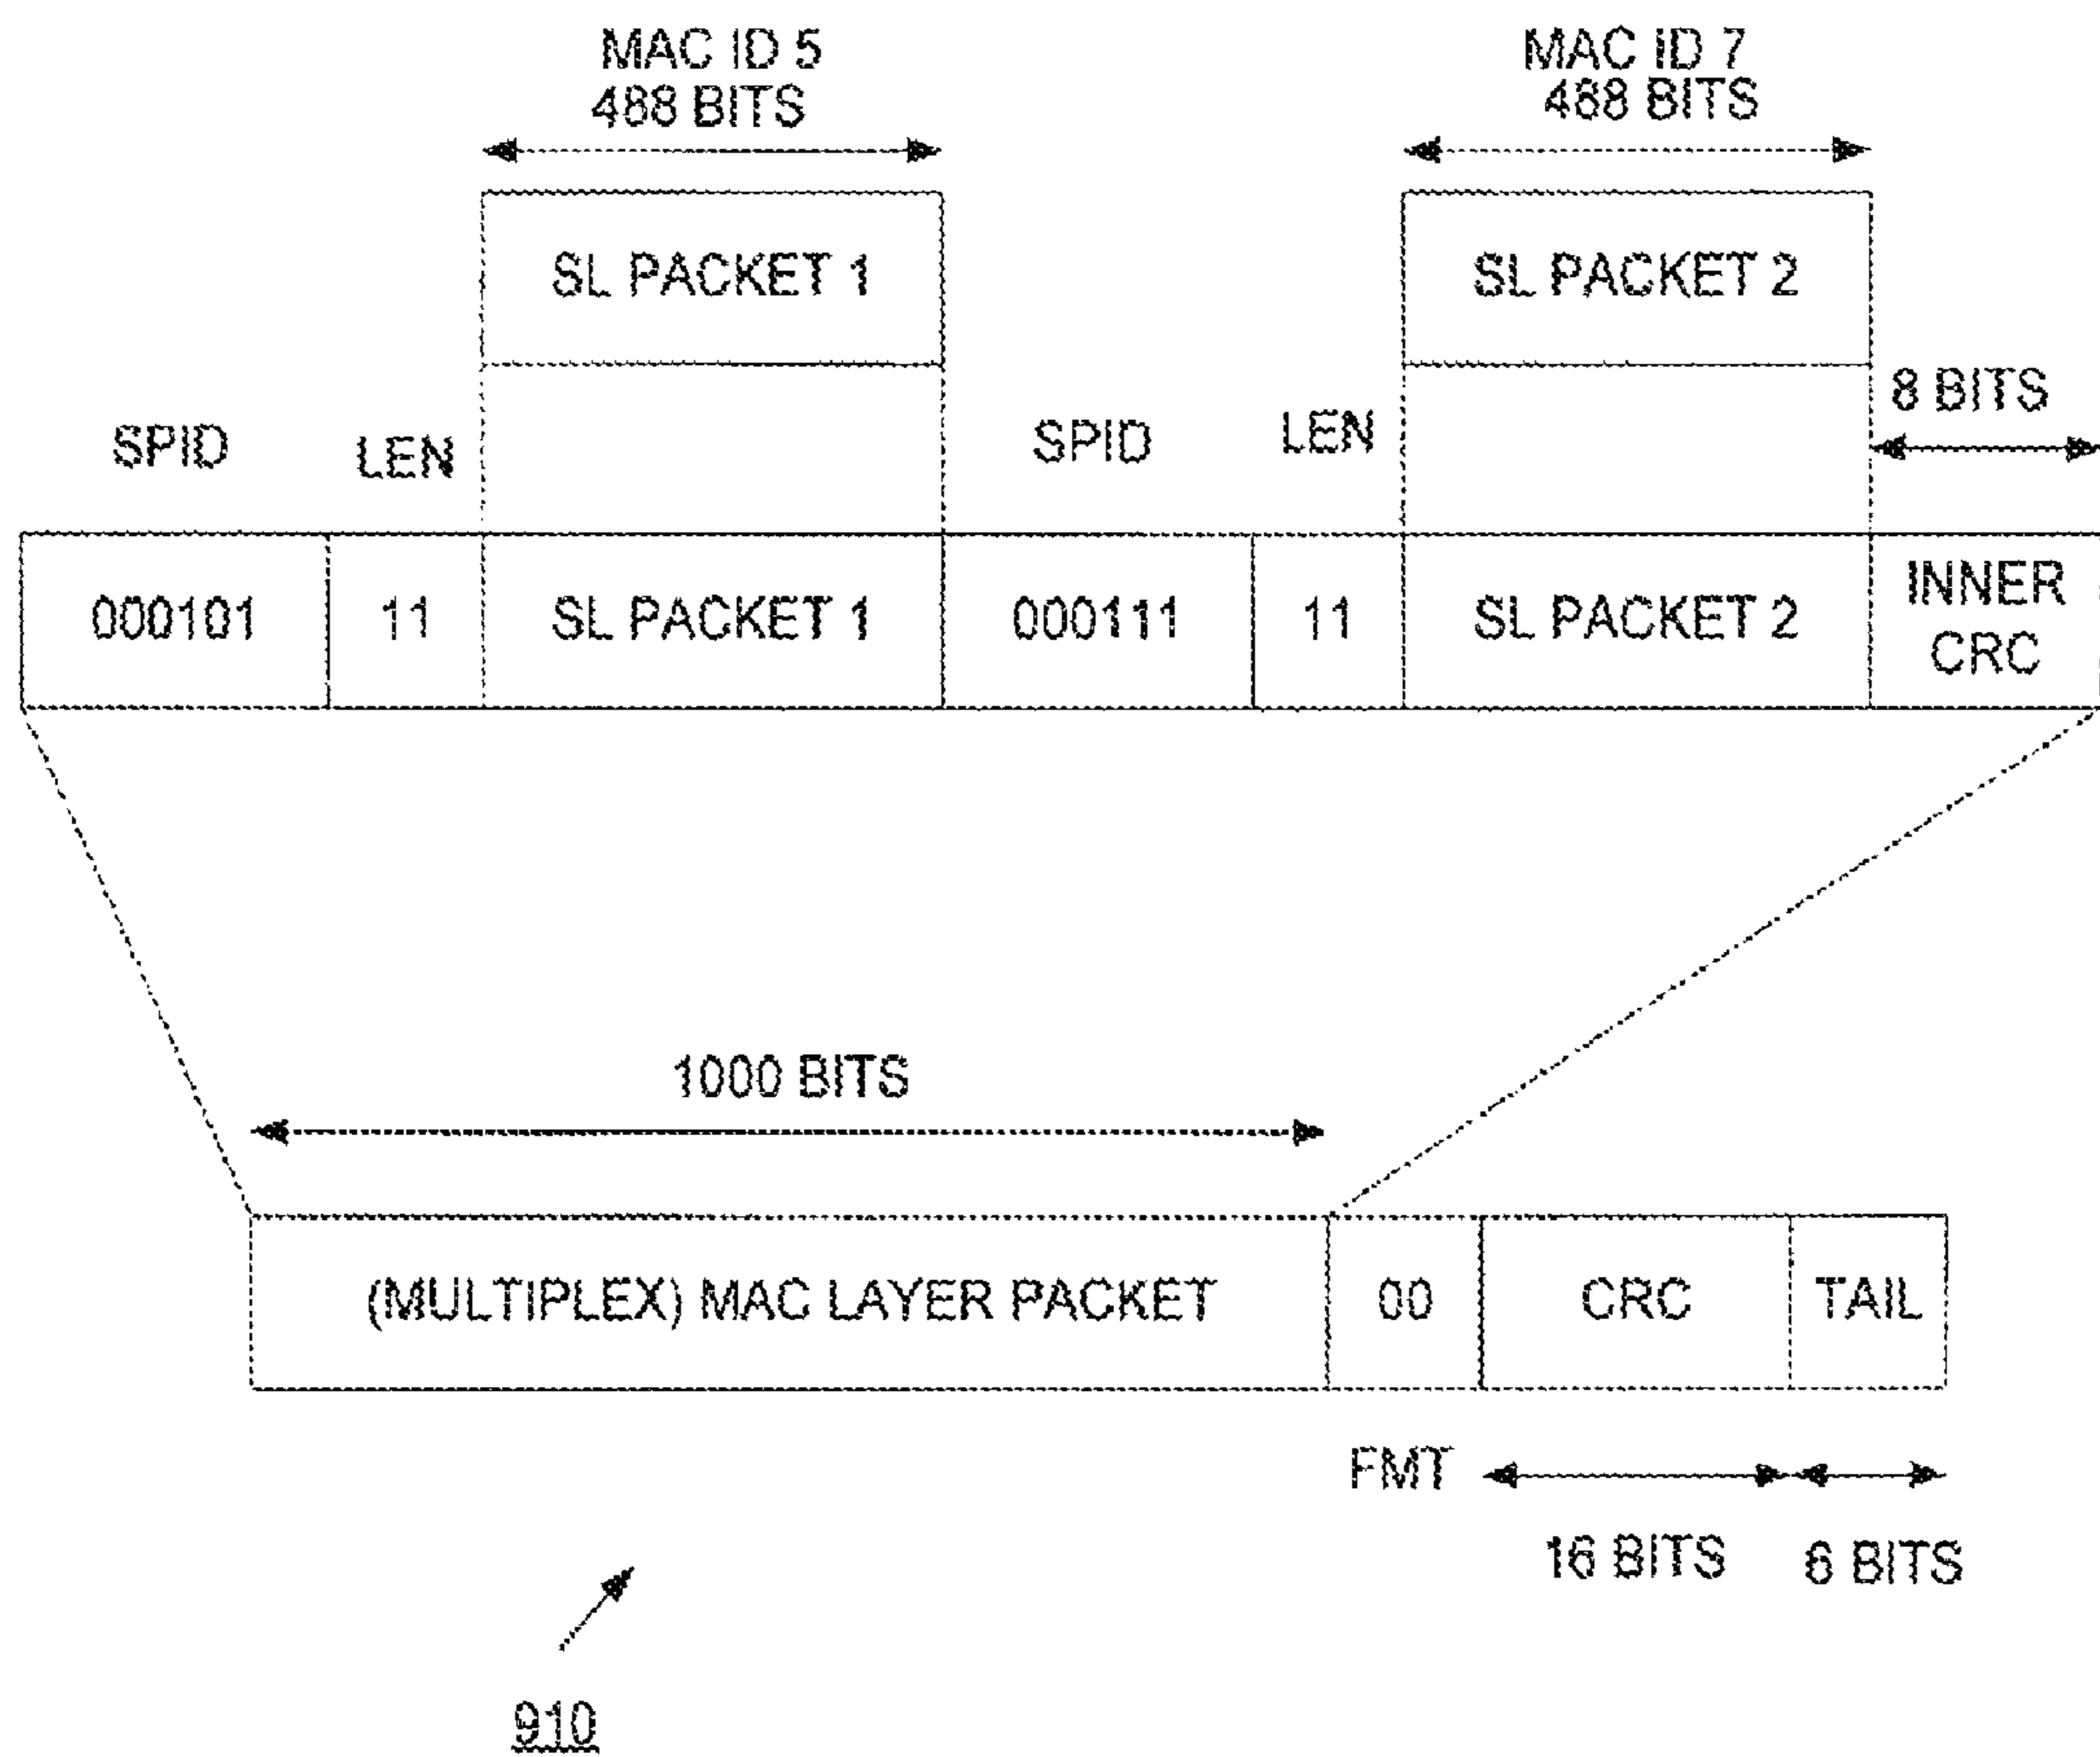 MAC ID 5
488 BITS
MAC ID 7
488 BITS
SL PACKET 1
SL PACKET 2
8 BITS
SPID
LEN
SPID
LEN
000101
11
SL PACKET 1
000111
11
SL PACKET 2
INNER
CRC
1000 BITS
(MULTIPLEX) MAC LAYER PACKET
00
CRC
TAIL
FMT
16 BITS
6 BITS
910